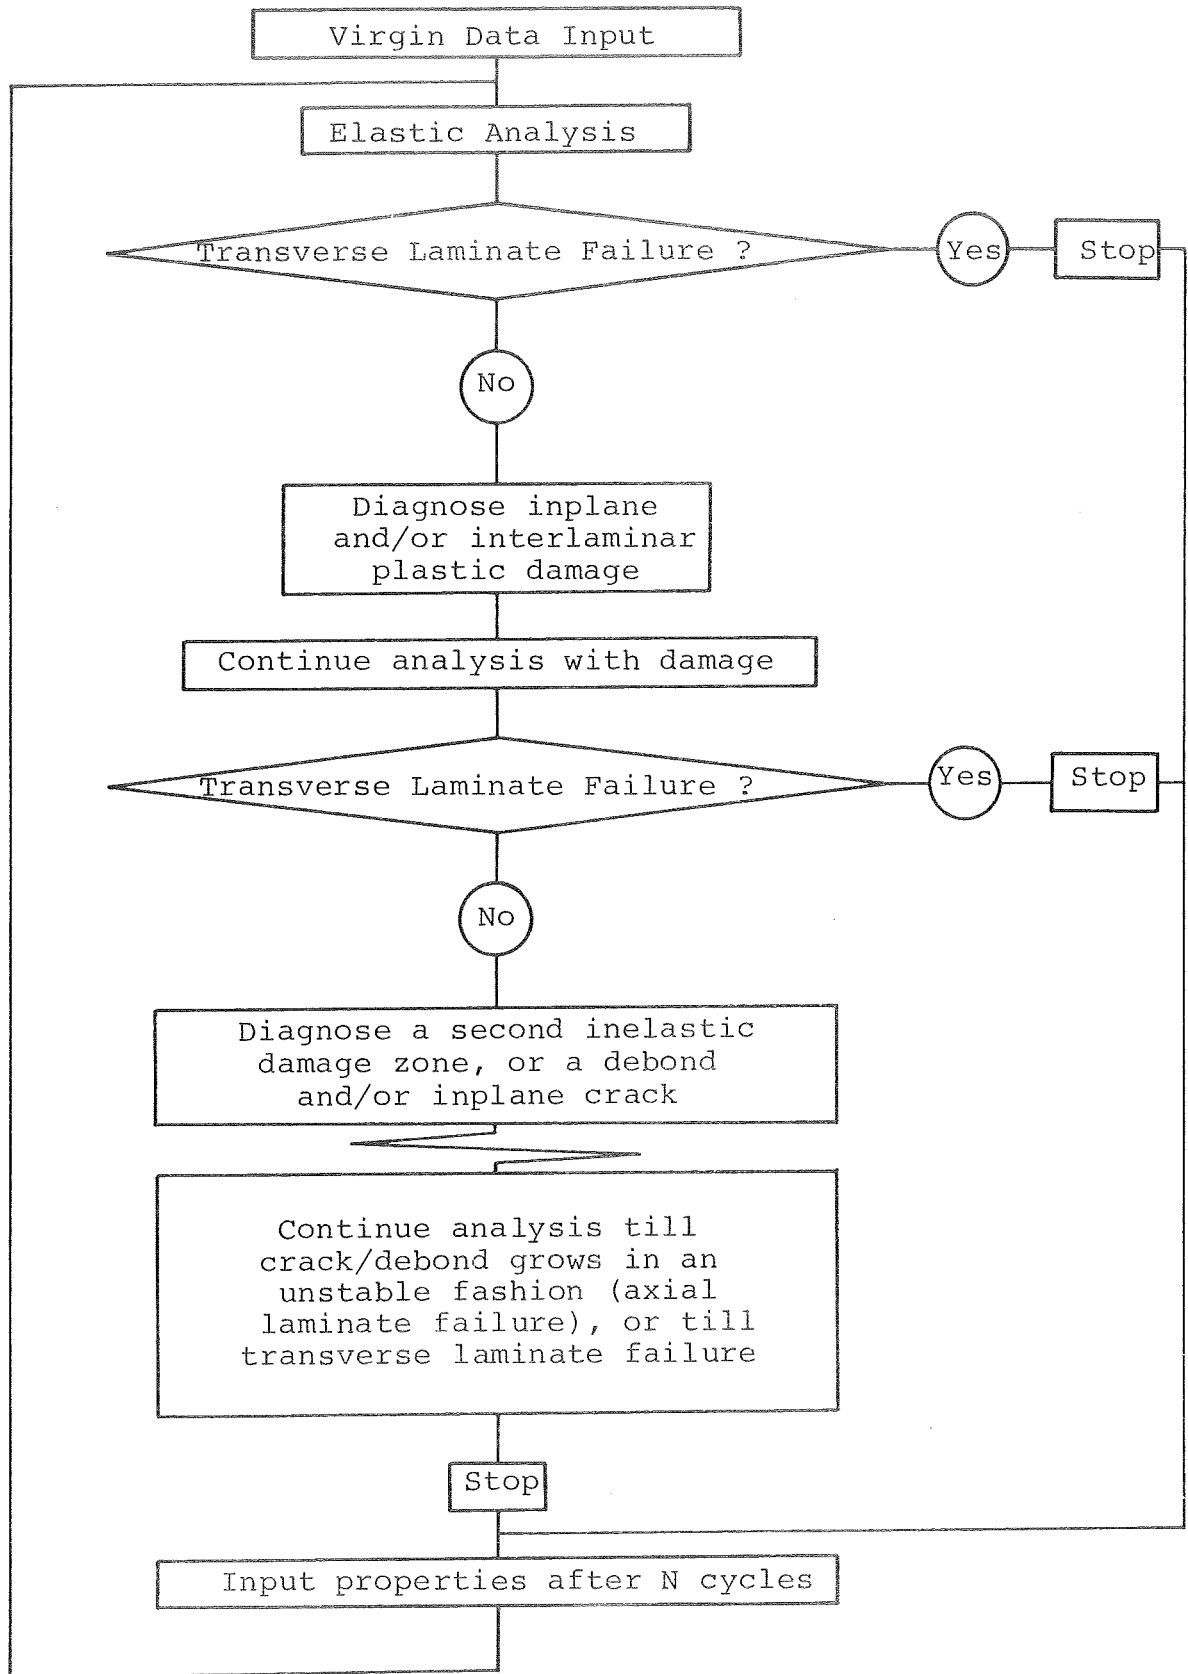 Virgin Data Input
Elastic Analysis
Transverse Laminate Failure ?
Yes
Stop
No
Diagnose inplane
and/or interlaminar
plastic damage
Continue analysis with damage
Transverse Laminate Failure ?
Yes
Stop
No
Diagnose a second inelastic
damage zone, or a debond
and/or inplane crack
Continue analysis till
crack/debond grows in an
unstable fashion (axial
laminate failure), or till
transverse laminate failure
Stop
Input properties after N cycles